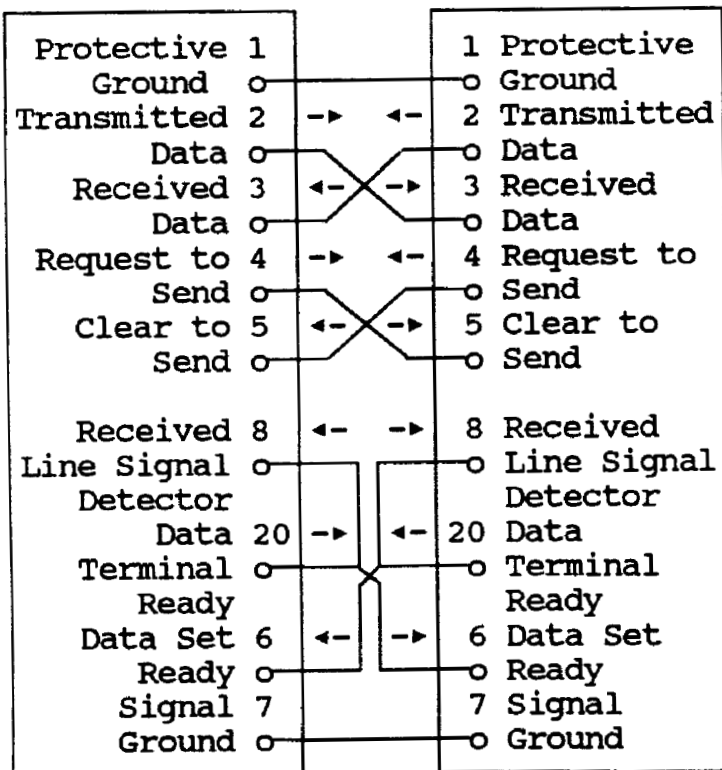 Protective 1 1 Protective
Ground Ground
Transmitted 2 2 Transmitted
Data Data
Received 3 3 Received
Data Data
Request to 4 4 Request to
Send Send
Clear to 5 5 Clear to
Send Send
Received 8 8 Received
Line Signal Line Signal
Detector Detector
Data 20 20 Data
Terminal Terminal
Ready Ready
Data Set 6 6 Data Set
Ready Ready
Signal 7 7 Signal
Ground Ground